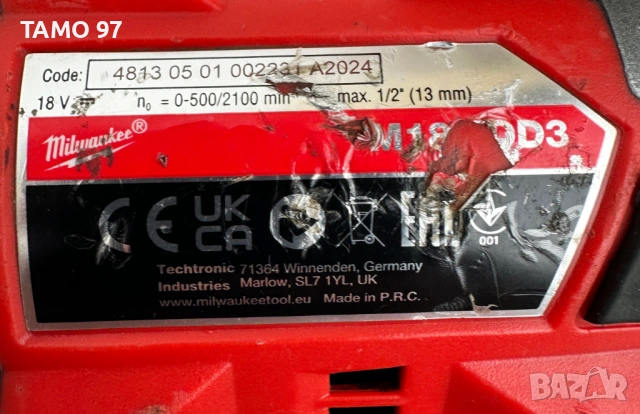 TAMO 97
Code: 4813 05 01 002231 A2024
18 V n₀ = 0-500/2100 min max. 1/2" (13 mm)
Milwaukee®
CE UK CA EAC 001
Techtronic 71364 Winnenden, Germany
Industries Marlow, SL7 1YL, UK
www.milwaukeetool.eu Made in P.R.C.
bazar